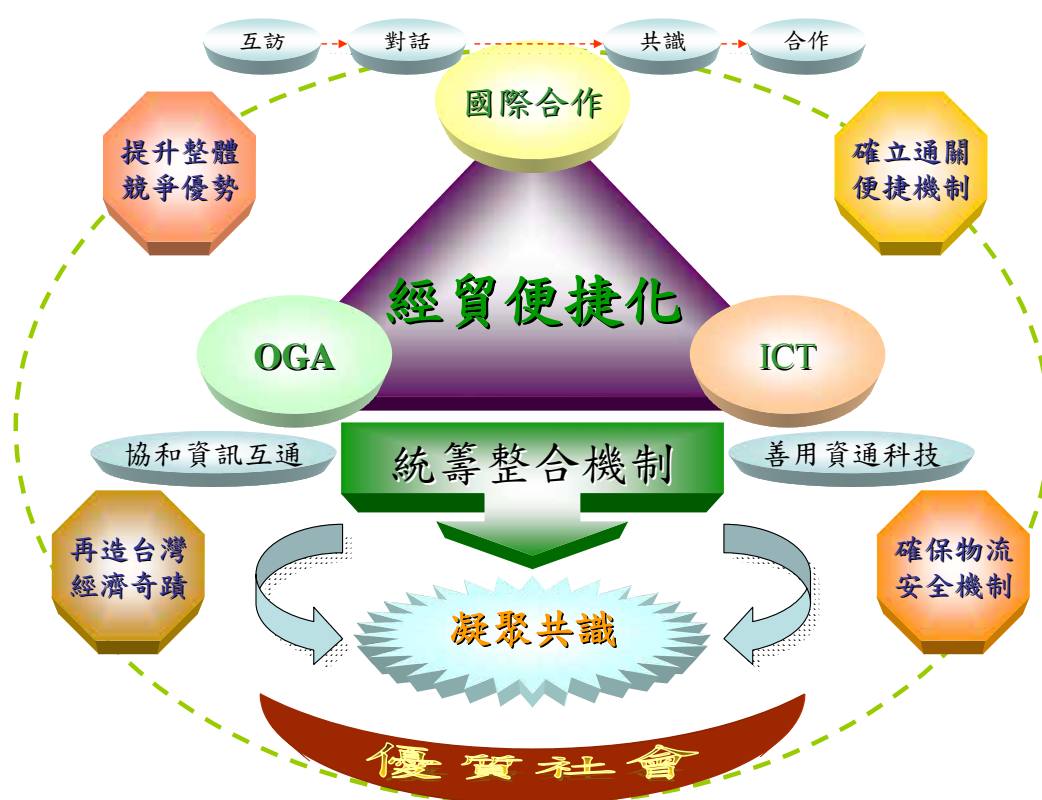 互訪
對話
共識
合作
國際合作
提升整體
競爭優勢
確立通關
便捷機制
經貿便捷化
OGA
ICT
協和資訊互通
統籌整合機制
善用資通科技
再造台灣
經濟奇蹟
確保物流
安全機制
凝聚共識
優質社會